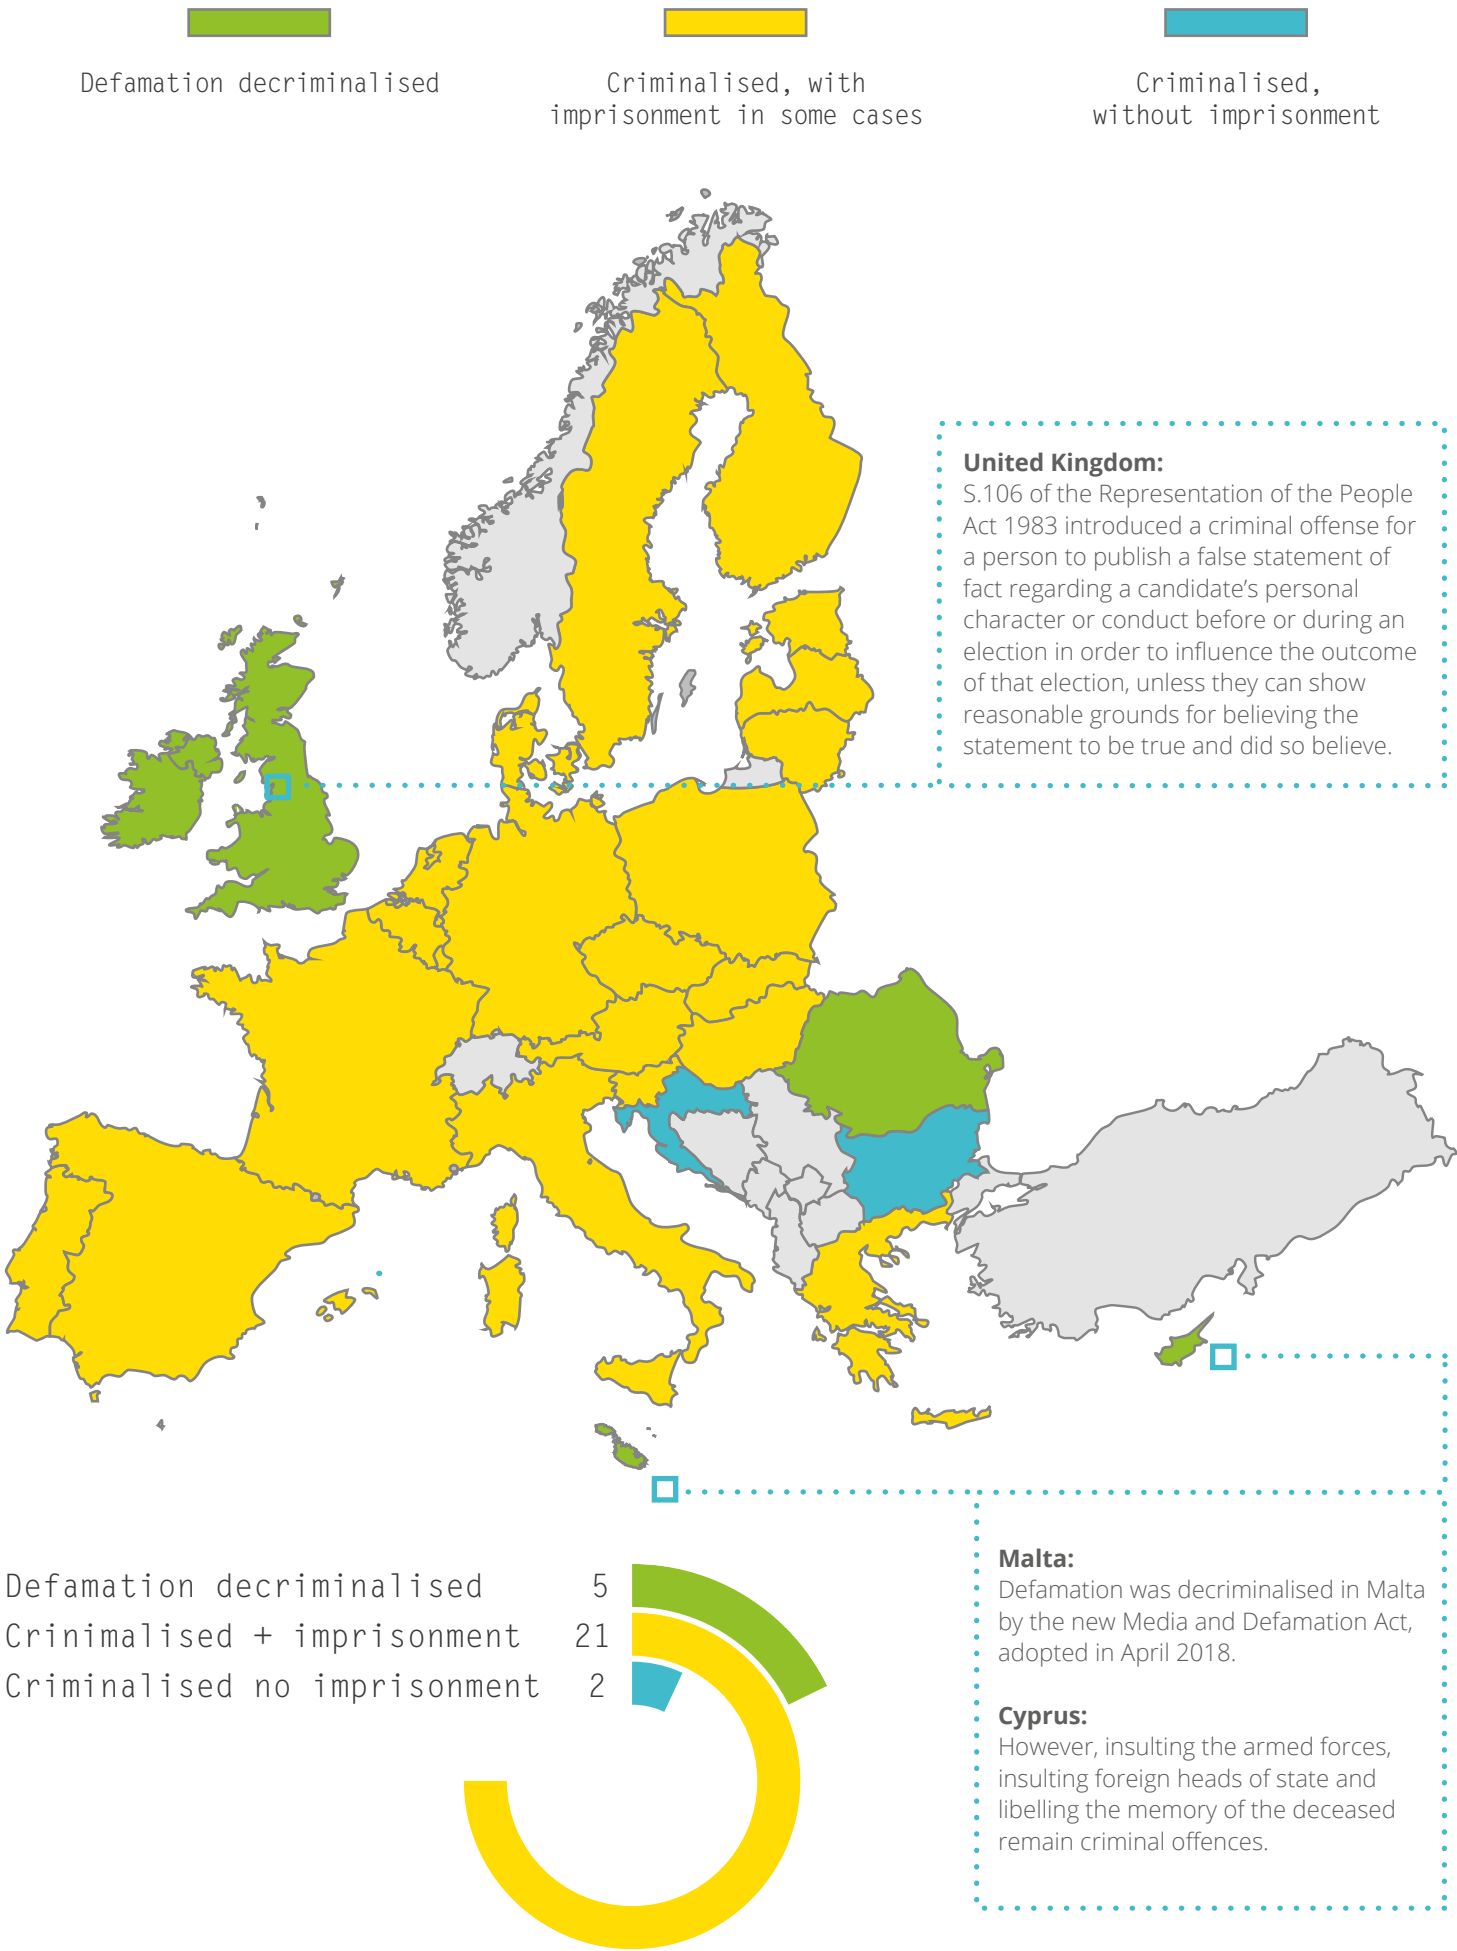 Defamation decriminalised
Criminalised, with
imprisonment in some cases
Criminalised,
without imprisonment
United Kingdom:
S.106 of the Representation of the People
Act 1983 introduced a criminal offense for
a person to publish a false statement of
fact regarding a candidate’s personal
character or conduct before or during an
election in order to influence the outcome
of that election, unless they can show
reasonable grounds for believing the
statement to be true and did so believe.
Defamation decriminalised 5
Crinimalised + imprisonment 21
Criminalised no imprisonment 2
Malta:
Defamation was decriminalised in Malta
by the new Media and Defamation Act,
adopted in April 2018.
Cyprus:
However, insulting the armed forces,
insulting foreign heads of state and
libelling the memory of the deceased
remain criminal offences.